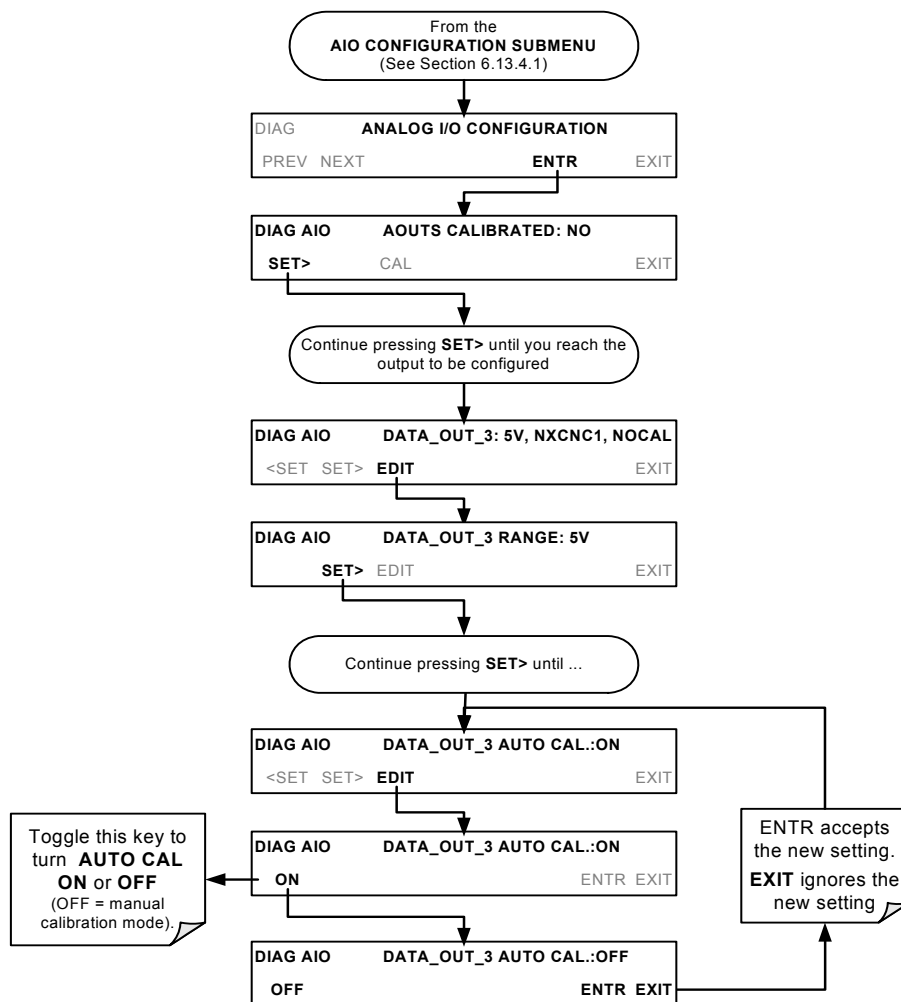 From the
AIO CONFIGURATION SUBMENU
(See Section 6.13.4.1)
DIAG ANALOG I/O CONFIGURATION
PREV NEXT ENTR EXIT
DIAG AIO AOUTS CALIBRATED: NO
SET> CAL EXIT
Continue pressing SET> until you reach the
output to be configured
DIAG AIO DATA_OUT_3: 5V, NXCNC1, NOCAL
<SET SET> EDIT EXIT
DIAG AIO DATA_OUT_3 RANGE: 5V
SET> EDIT EXIT
Continue pressing SET> until ...
DIAG AIO DATA_OUT_3 AUTO CAL.:ON
<SET SET> EDIT EXIT
Toggle this key to
turn AUTO CAL
ON or OFF
(OFF = manual
calibration mode).
DIAG AIO DATA_OUT_3 AUTO CAL.:ON
ON ENTR EXIT
ENTR accepts
the new setting.
EXIT ignores the
new setting
DIAG AIO DATA_OUT_3 AUTO CAL.:OFF
OFF ENTR EXIT